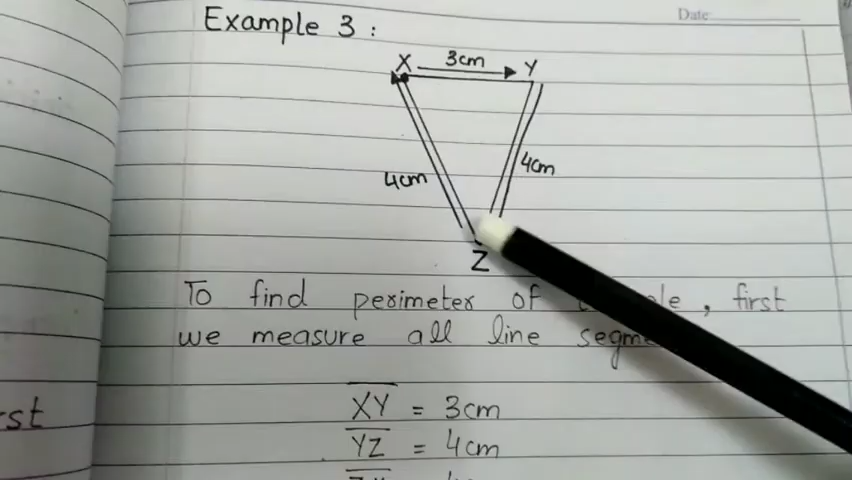 Date:
Example 3 :
X 3cm Y
4cm 4cm
Z
To find perimeter of , first
we measure all line
rst
XY = 3cm
YZ = 4cm